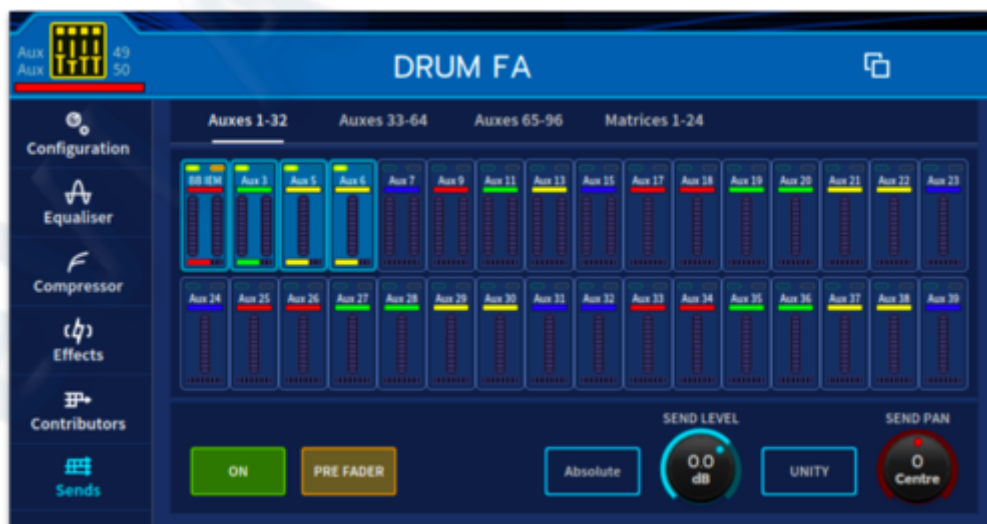 Aux 49
Aux 50
DRUM FA
Configuration
Equaliser
Compressor
Effects
Contributors
Sends
Auxes 1-32 Auxes 33-64 Auxes 65-96 Matrices 1-24
BB IEM Aux 3 Aux 5 Aux 6 Aux 7 Aux 9 Aux 11 Aux 13 Aux 15 Aux 17 Aux 18 Aux 19 Aux 20 Aux 21 Aux 22 Aux 23
Aux 24 Aux 25 Aux 26 Aux 27 Aux 28 Aux 29 Aux 30 Aux 31 Aux 32 Aux 33 Aux 34 Aux 35 Aux 36 Aux 37 Aux 38 Aux 39
SEND LEVEL SEND PAN
ON PRE FADER Absolute 0.0 dB UNITY 0 Centre